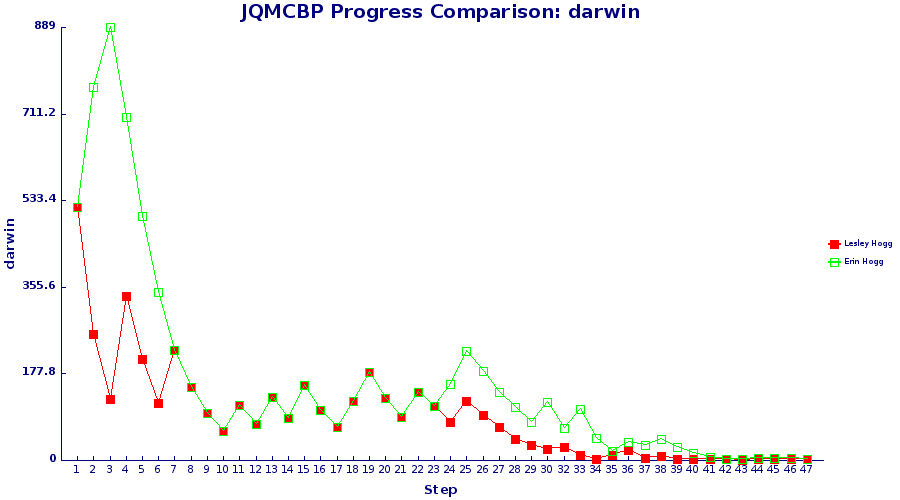 JQMCBP Progress Comparison: darwin
889
711.2
533.4
355.6
177.8
0
darwin
1 2 3 4 5 6 7 8 9 10 11 12 13 14 15 16 17 18 19 20 21 22 23 24 25 26 27 28 29 30 32 33 34 35 36 37 38 39 40 41 42 43 44 45 46 47
Step
Lesley Hogg
Erin Hogg